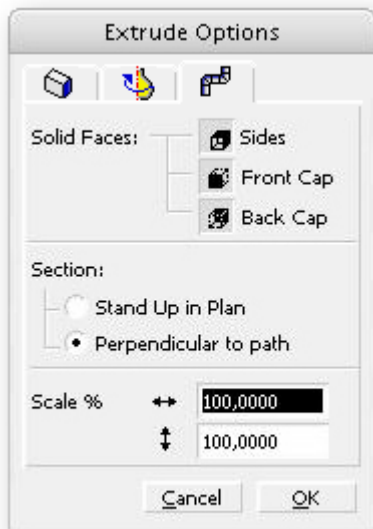 Extrude Options
Solid Faces: Sides
Front Cap
Back Cap
Section:
Stand Up in Plan
Perpendicular to path
Scale % 100,0000
100,0000
Cancel OK